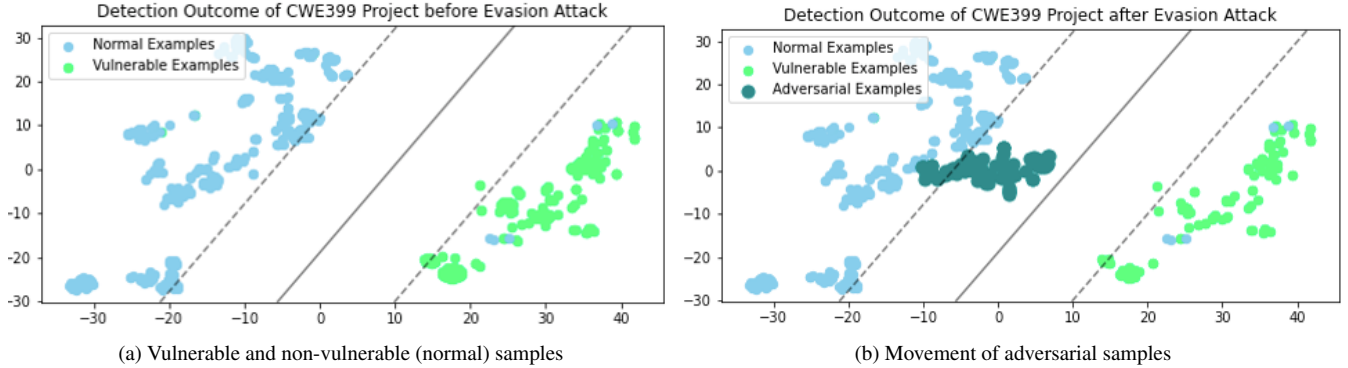 Detection Outcome of CWE399 Project before Evasion Attack
Normal Examples
Vulnerable Examples
30
20
10
0
−10
−20
−30
−30 −20 −10 0 10 20 30 40
(a) Vulnerable and non-vulnerable (normal) samples
Detection Outcome of CWE399 Project after Evasion Attack
Normal Examples
Vulnerable Examples
Adversarial Examples
30
20
10
0
−10
−20
−30
−30 −20 −10 0 10 20 30 40
(b) Movement of adversarial samples